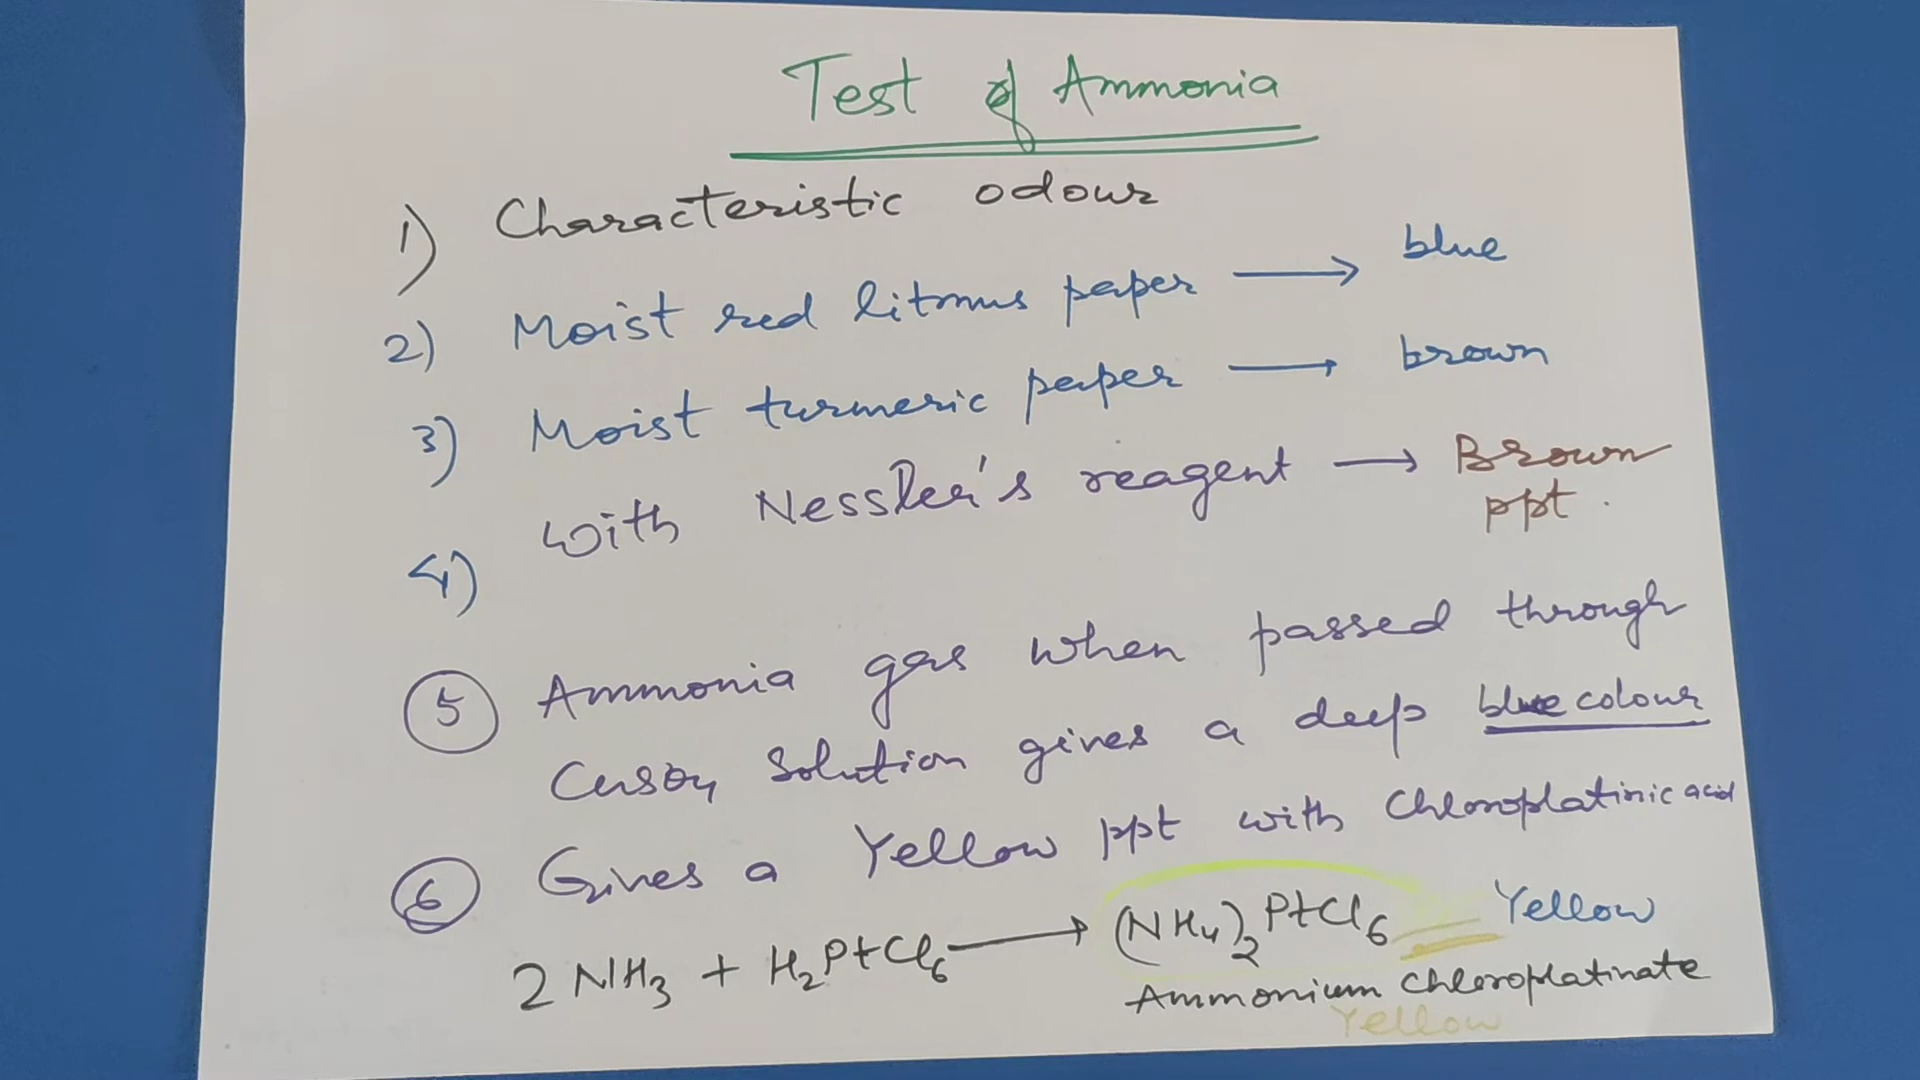 Test of Ammonia
1) Characteristic odour
2) Moist red litmus paper → blue
3) Moist turmeric paper → brown
4) With Nessler's reagent → Brown
ppt.
5 Ammonia gas when passed through
CuSO4 Solution gives a deep blue colour
6 Gives a Yellow ppt with Chloroplatinic acid
2 NH3 + H2PtCl6 → (NH4)2PtCl6 Yellow
Ammonium Chloroplatinate
Yellow